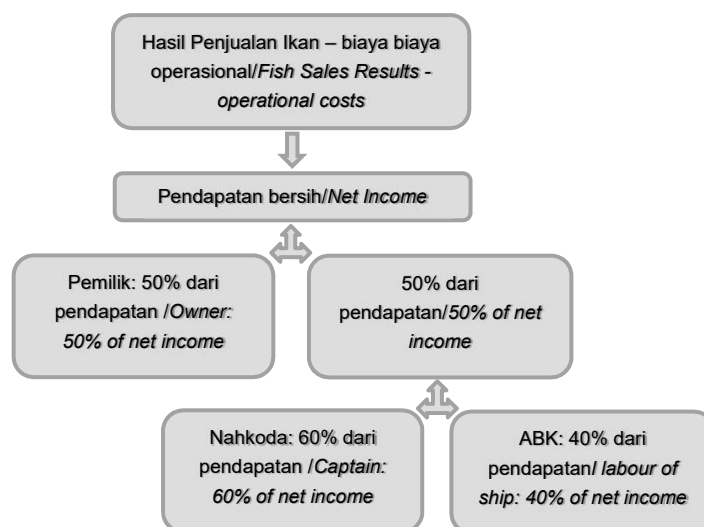 Hasil Penjualan Ikan – biaya biaya
operasional/Fish Sales Results -
operational costs
Pendapatan bersih/Net Income
Pemilik: 50% dari
pendapatan /Owner:
50% of net income
50% dari
pendapatan/50% of net
income
Nahkoda: 60% dari
pendapatan /Captain:
60% of net income
ABK: 40% dari
pendapatan/ labour of
ship: 40% of net income